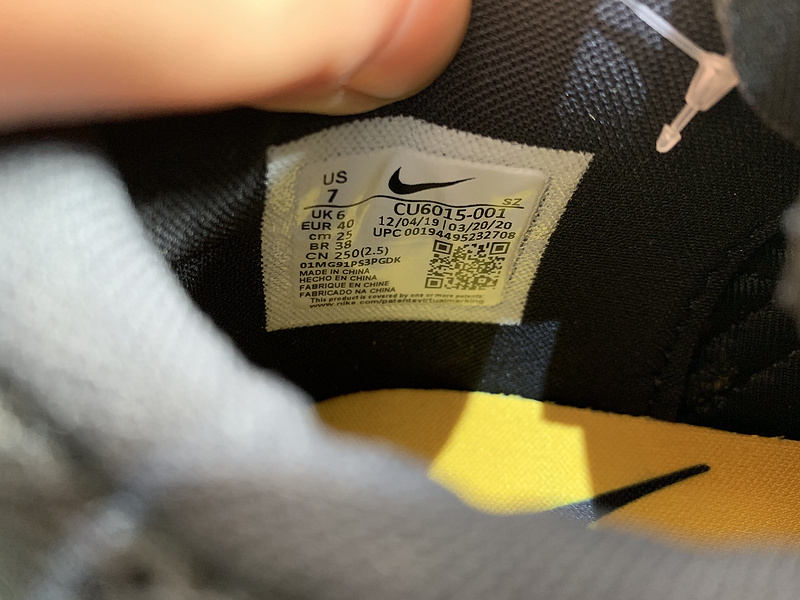 US
7
SZ
UK 6
EUR 40
cm 25
BR 38
CN 250(2.5)
CU6015-001
12/04/19 | 03/20/20
UPC 00194495232708
01MG91PS3PGDK
MADE IN CHINA
HECHO EN CHINA
FABRIQUE EN CHINE
FABRICADO NA CHINA
This product is covered by one or more patents.
www.nike.com/patentsvirtualmarking